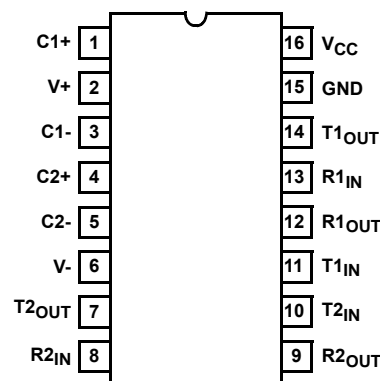 C1+ 1 16 VCC
V+ 2 15 GND
C1- 3 14 T1OUT
C2+ 4 13 R1IN
C2- 5 12 R1OUT
V- 6 11 T1IN
T2OUT 7 10 T2IN
R2IN 8 9 R2OUT